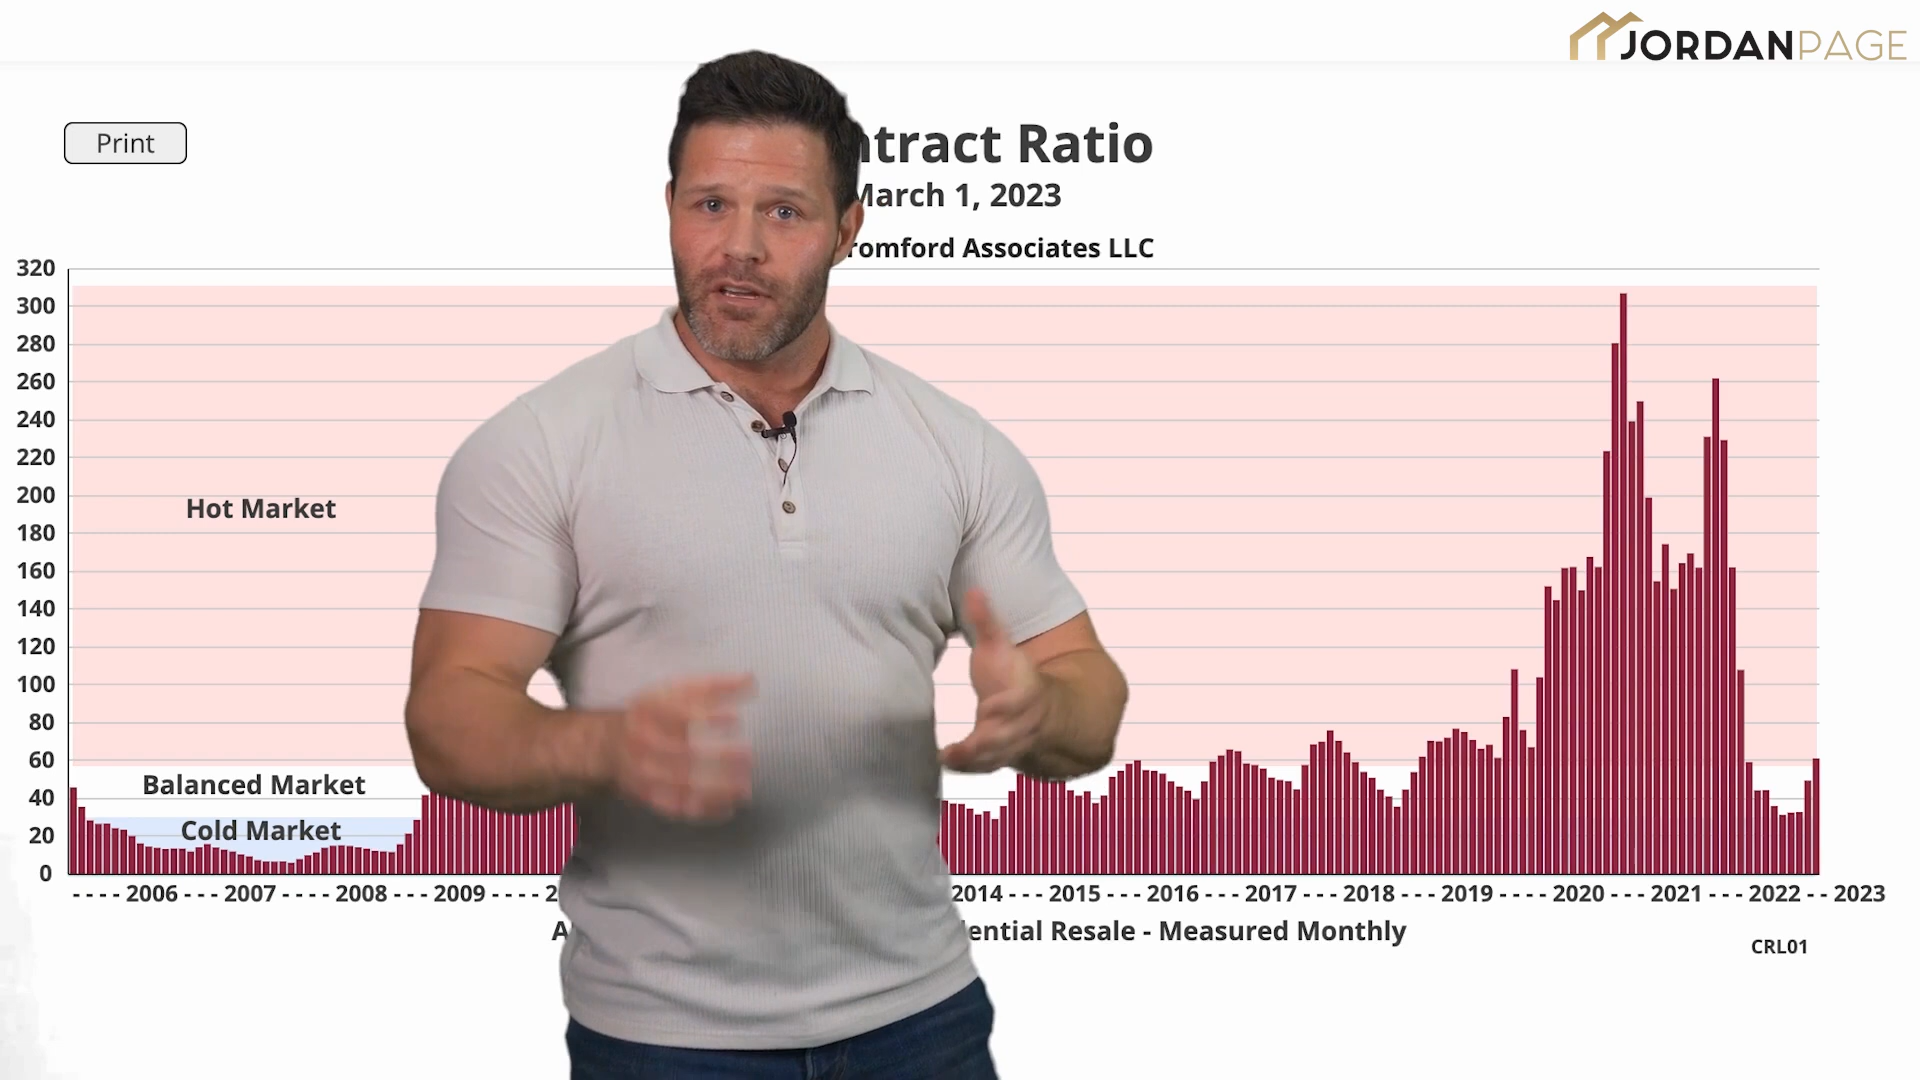 JORDANPAGE
Print
ntract Ratio
March 1, 2023
romford Associates LLC
320
300
280
260
240
220
200
180
160
140
120
100
80
60
40
20
0
Hot Market
Balanced Market
Cold Market
- - - - 2006 - - - 2007 - - - - 2008 - - - 2009 - - - - 2 2014 - - - 2015 - - - 2016 - - - 2017 - - - 2018 - - - 2019 - - - - 2020 - - - 2021 - - - 2022 - - 2023
A ential Resale - Measured Monthly
CRL01